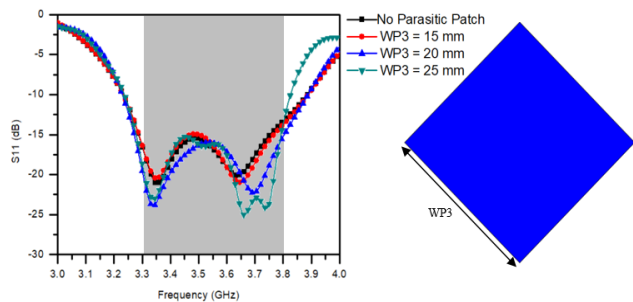 0
-5
-10
-15
-20
-25
-30
S11 (dB)
3.0 3.1 3.2 3.3 3.4 3.5 3.6 3.7 3.8 3.9 4.0
Frequency (GHz)
No Parasitic Patch
WP3 = 15 mm
WP3 = 20 mm
WP3 = 25 mm
WP3